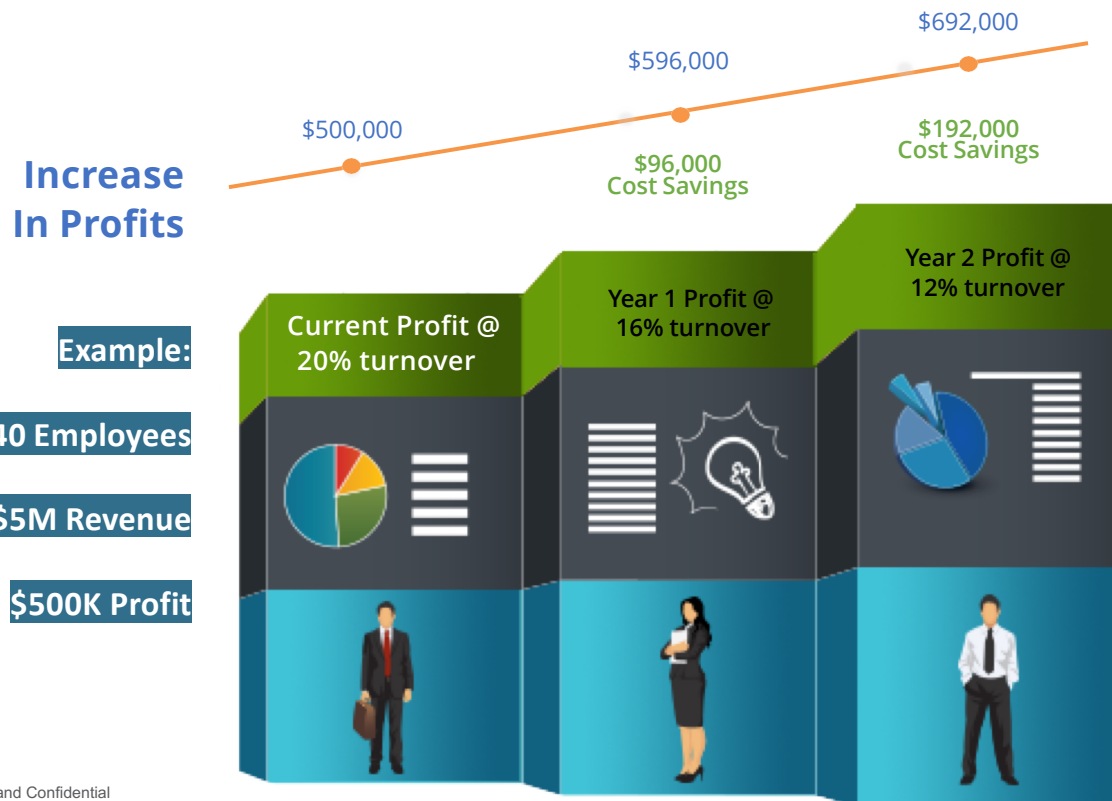 $692,000
$596,000
$500,000
$192,000
Cost Savings
$96,000
Cost Savings
Increase
In Profits
Year 2 Profit @
12% turnover
Year 1 Profit @
16% turnover
Current Profit @
20% turnover
Example:
40 Employees
$5M Revenue
$500K Profit
and Confidential